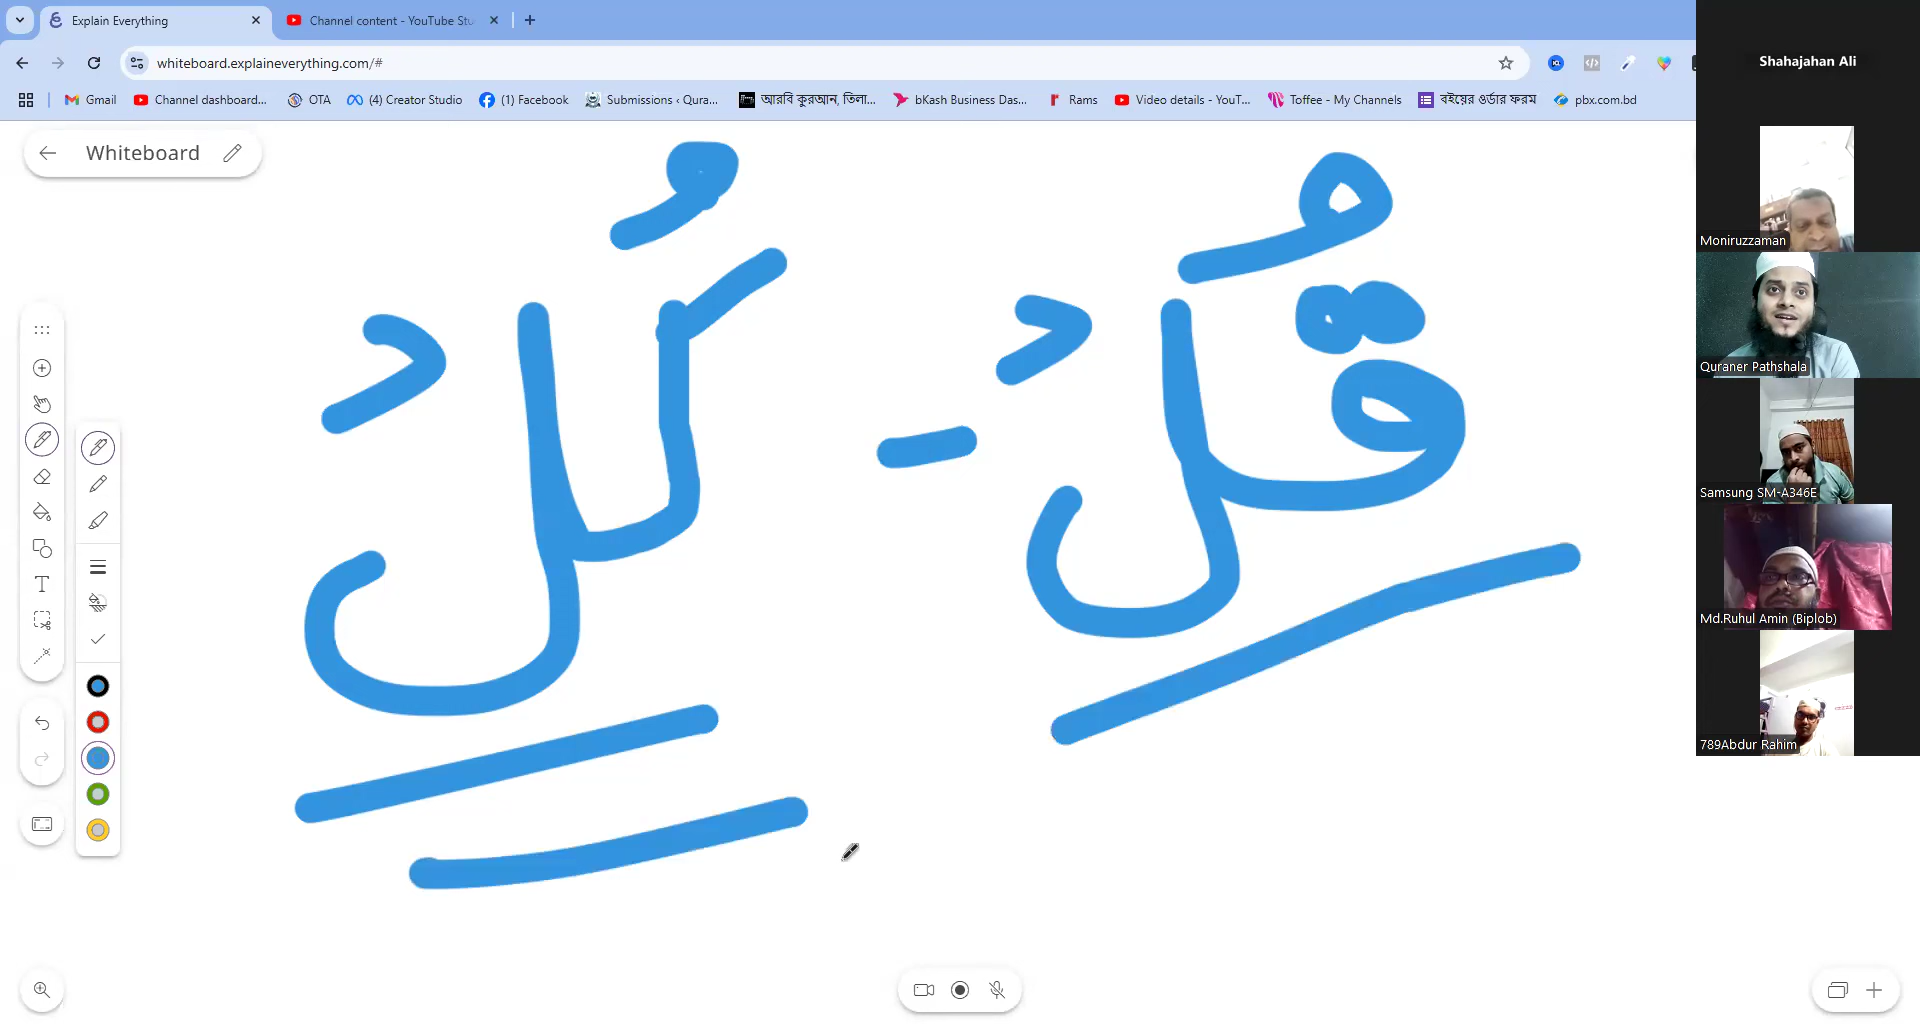 Explain Everything
Channel content - YouTube Stu
whiteboard.explaineverything.com/#
Gmail
Channel dashboard...
OTA
(4) Creator Studio
(1) Facebook
Submissions ‹ Qura...
আরবি কুরআন, তিলা...
bKash Business Das...
Rams
Video details - YouT...
Toffee - My Channels
বইয়ের ওর্ডার ফরম
pbx.com.bd
Whiteboard
قُلْ - كُلْ
T
Shahajahan Ali
Moniruzzaman
Quraner Pathshala
Samsung SM-A346E
Md.Ruhul Amin (Biplob)
789Abdur Rahim